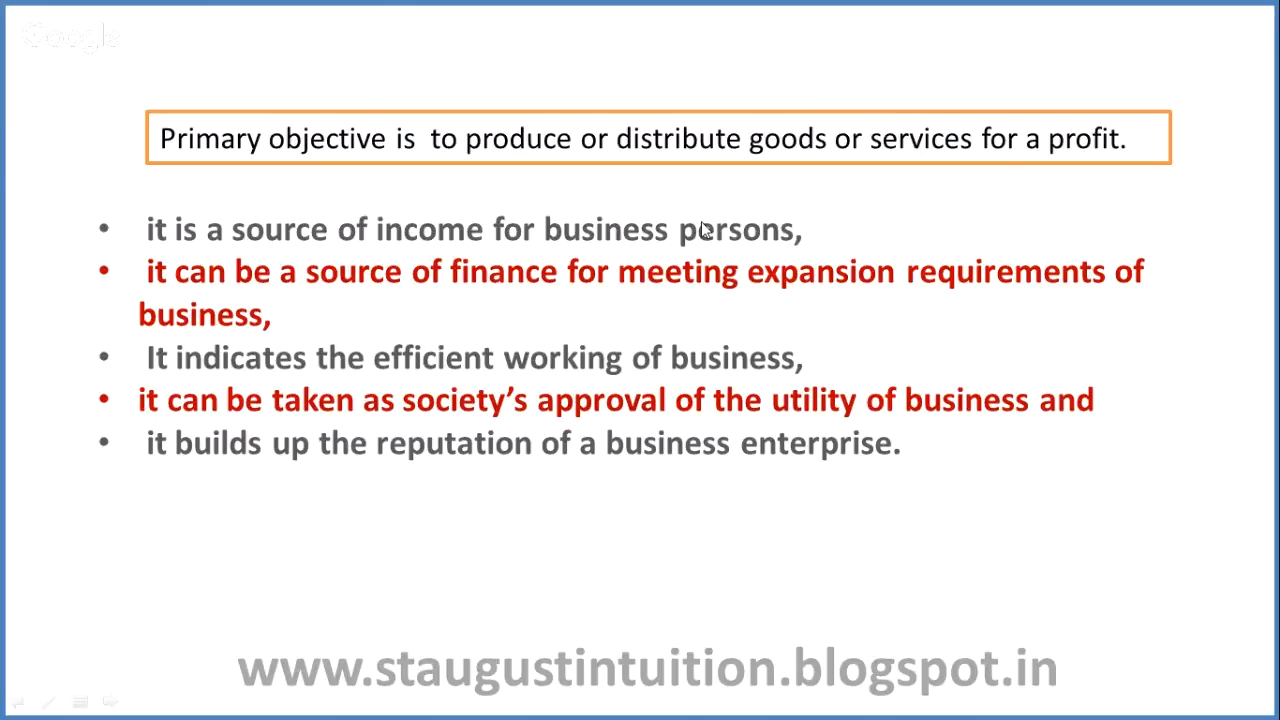 Google
Primary objective is to produce or distribute goods or services for a profit.
• it is a source of income for business persons,
• it can be a source of finance for meeting expansion requirements of
business,
• It indicates the efficient working of business,
• it can be taken as society’s approval of the utility of business and
• it builds up the reputation of a business enterprise.
www.staugustintuition.blogspot.in